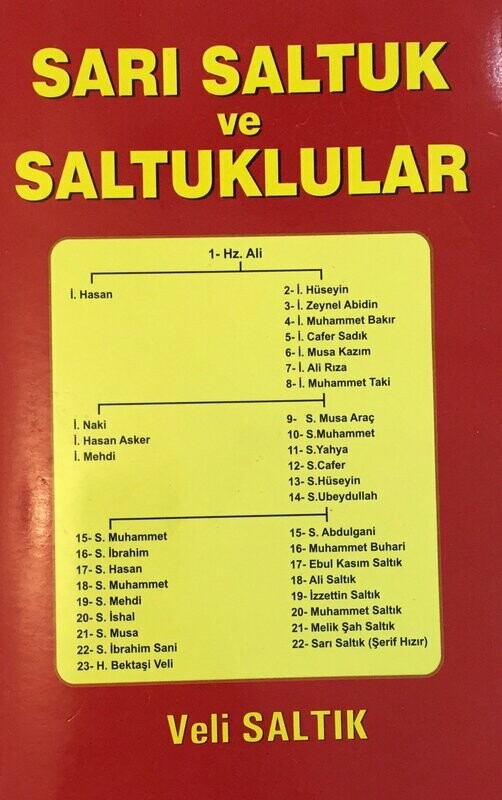 SARI SALTUK
ve
SALTUKLULAR
1- Hz. Ali
İ. Hasan
2- İ. Hüseyin
3- İ. Zeynel Abidin
4- İ. Muhammet Bakır
5- İ. Cafer Sadık
6- İ. Musa Kazım
7- İ. Ali Rıza
8- İ. Muhammet Taki
İ. Naki
İ. Hasan Asker
İ. Mehdi
9- S. Musa Araç
10- S.Muhammet
11- S.Yahya
12- S.Cafer
13- S.Hüseyin
14- S.Ubeydullah
15- S. Muhammet
16- S. İbrahim
17- S. Hasan
18- S. Muhammet
19- S. Mehdi
20- S. İshal
21- S. Musa
22- S. İbrahim Sani
23- H. Bektaşi Veli
15- S. Abdulgani
16- Muhammet Buhari
17- Ebul Kasım Saltık
18- Ali Saltık
19- İzzettin Saltık
20- Muhammet Saltık
21- Melik Şah Saltık
22- Sarı Saltık (Şerif Hızır)
Veli SALTIK